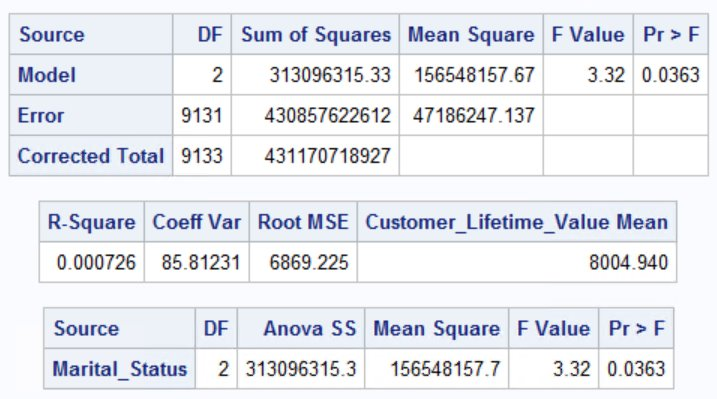 Source DF Sum of Squares Mean Square F Value Pr > F
Model 2 313096315.33 156548157.67 3.32 0.0363
Error 9131 430857622612 47186247.137
Corrected Total 9133 431170718927
R-Square Coeff Var Root MSE Customer_Lifetime_Value Mean
0.000726 85.81231 6869.225 8004.940
Source DF Anova SS Mean Square F Value Pr > F
Marital_Status 2 313096315.3 156548157.7 3.32 0.0363